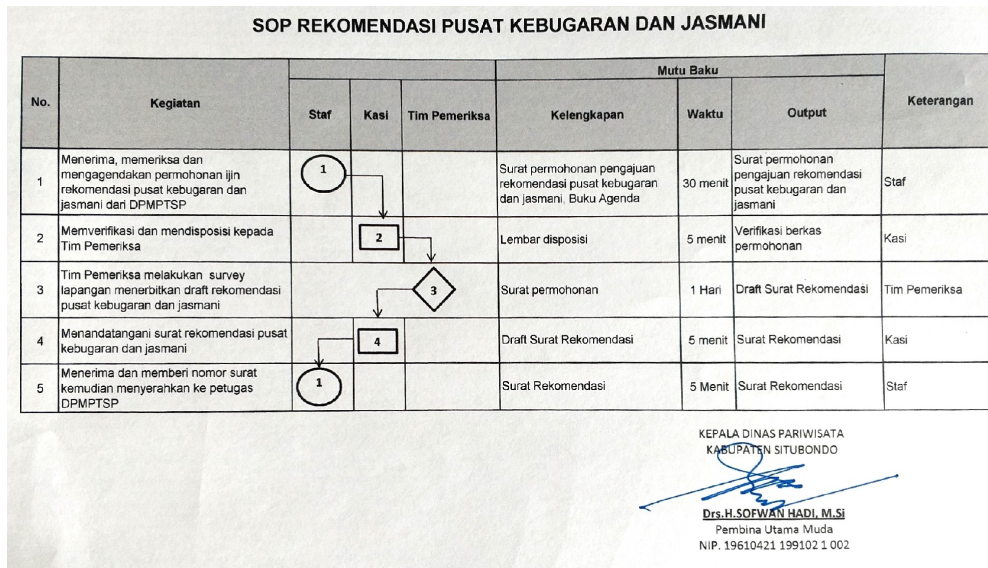 SOP REKOMENDASI PUSAT KEBUGARAN DAN JASMANI
No.
Kegiatan
Staf
Kasi
Tim Pemeriksa
Mutu Baku
Kelengkapan
Waktu
Output
Keterangan
1
Menerima, memeriksa dan
mengagendakan permohonan ijin
rekomendasi pusat kebugaran dan
jasmani dari DPMPTSP
1
Surat permohonan pengajuan
rekomendasi pusat kebugaran
dan jasmani, Buku Agenda
30 menit
Surat permohonan
pengajuan rekomendasi
pusat kebugaran dan
jasmani
Staf
2
Memverifikasi dan mendisposisi kepada
Tim Pemeriksa
2
Lembar disposisi
5 menit
Verifikasi berkas
permohonan
Kasi
3
Tim Pemeriksa melakukan survey
lapangan menerbitkan draft rekomendasi
pusat kebugaran dan jasmani
3
Surat permohonan
1 Hari
Draft Surat Rekomendasi
Tim Pemeriksa
4
Menandatangani surat rekomendasi pusat
kebugaran dan jasmani
4
Draft Surat Rekomendasi
5 menit
Surat Rekomendasi
Kasi
5
Menerima dan memberi nomor surat
kemudian menyerahkan ke petugas
DPMPTSP
1
Surat Rekomendasi
5 Menit
Surat Rekomendasi
Staf
KEPALA DINAS PARIWISATA
KABUPATEN SITUBONDO
Drs.H.SOFWAN HADI, M.Si
Pembina Utama Muda
NIP. 19610421 199102 1 002